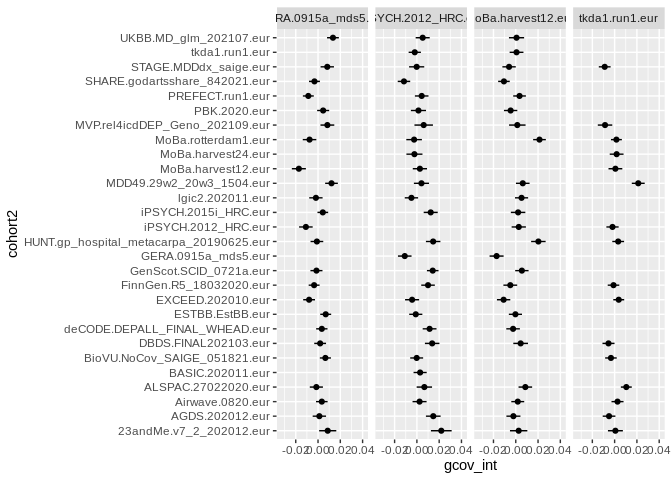 RA.0915a_mds5. SYCH.2012_HRC. oBa.harvest12.eu tkda1.run1.eur
UKBB.MD_glm_202107.eur
tkda1.run1.eur
STAGE.MDDdx_saige.eur
SHARE.godartsshare_842021.eur
PREFECT.run1.eur
PBK.2020.eur
MVP.rel4icdDEP_Geno_202109.eur
MoBa.rotterdam1.eur
MoBa.harvest24.eur
MoBa.harvest12.eur
MDD49.29w2_20w3_1504.eur
lgic2.202011.eur
iPSYCH.2015i_HRC.eur
iPSYCH.2012_HRC.eur
HUNT.gp_hospital_metacarpa_20190625.eur
GERA.0915a_mds5.eur
GenScot.SCID_0721a.eur
FinnGen.R5_18032020.eur
EXCEED.202010.eur
ESTBB.EstBB.eur
deCODE.DEPALL_FINAL_WHEAD.eur
DBDS.FINAL202103.eur
BioVU.NoCov_SAIGE_051821.eur
BASIC.202011.eur
ALSPAC.27022020.eur
Airwave.0820.eur
AGDS.202012.eur
23andMe.v7_2_202012.eur
cohort2
-0.02 0.00 0.02 0.04 -0.02 0.00 0.02 0.04 -0.02 0.00 0.02 0.04 -0.02 0.00 0.02 0.04
gcov_int